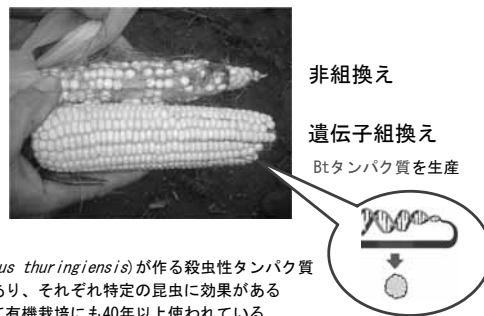 非組換え
遺伝子組換え
Btタンパク質を生産
us thuringiensis)が作る殺虫性タンパク質
あり、それぞれ特定の昆虫に効果がある
て有機栽培にも40年以上使われている